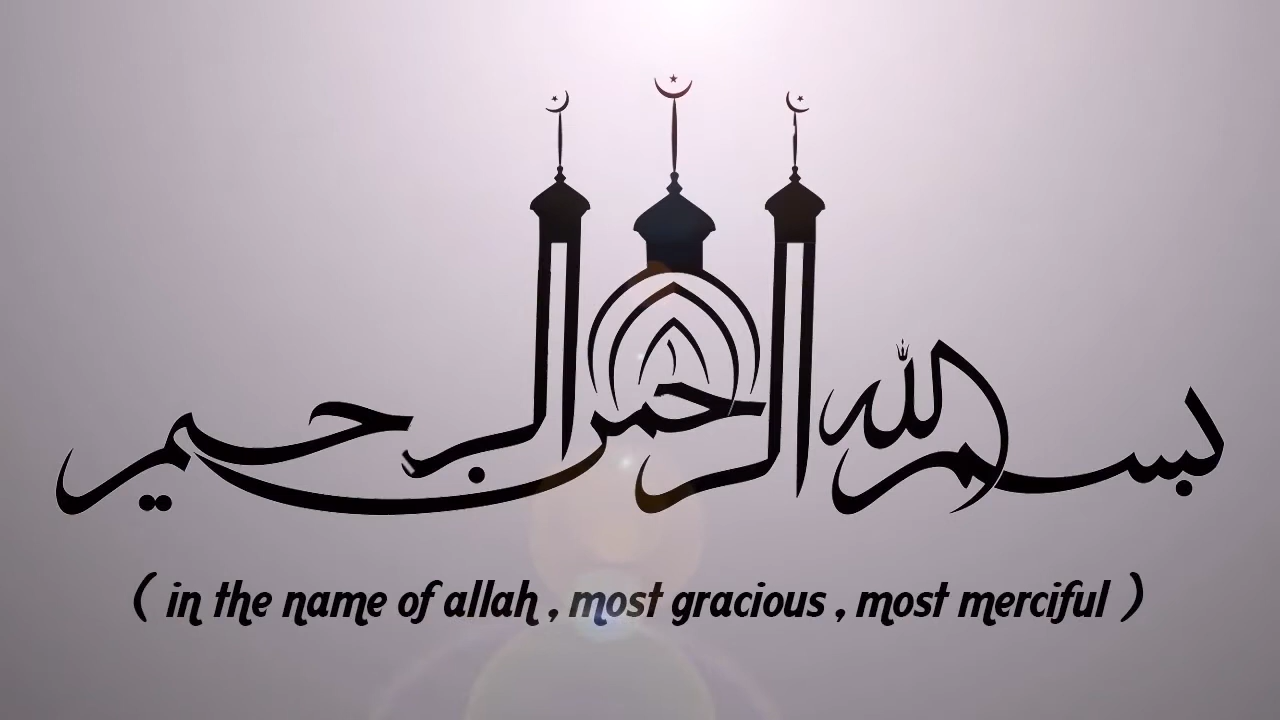 بسم الله الرحمن الرحيم
( in the name of allah , most gracious , most merciful )